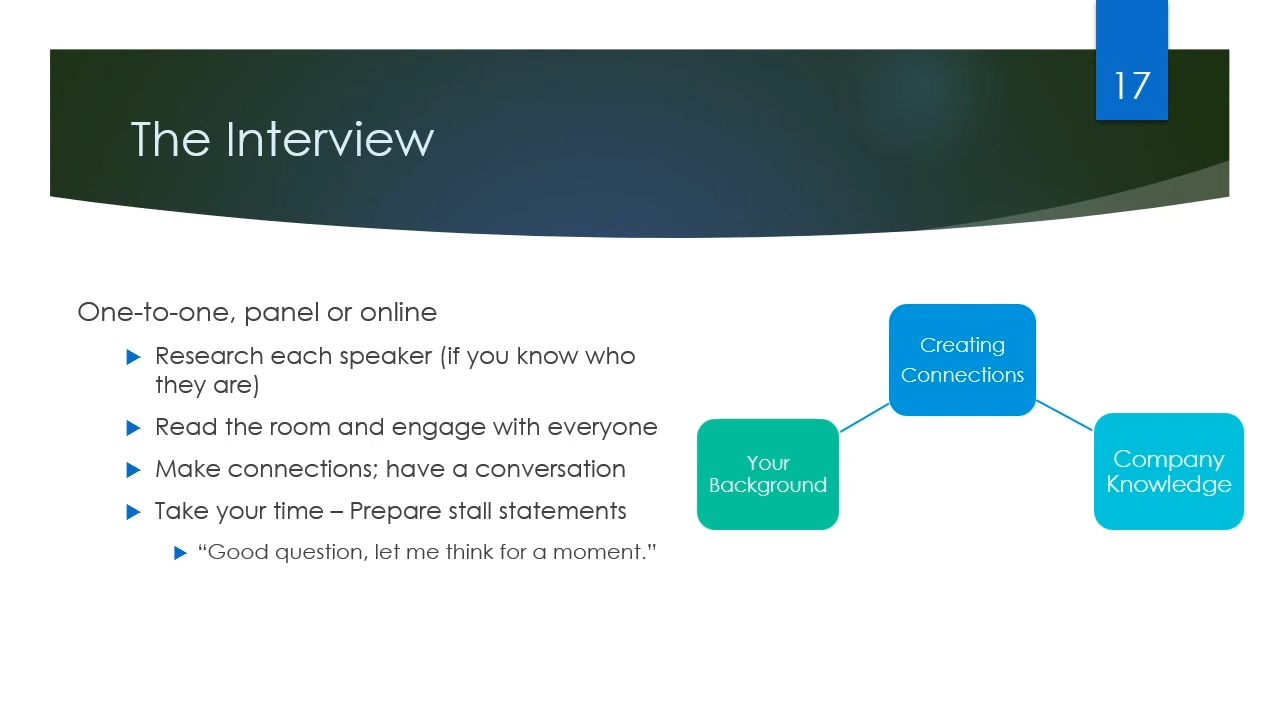 17
The Interview
One-to-one, panel or online
Research each speaker (if you know who
they are)
Read the room and engage with everyone
Make connections; have a conversation
Take your time – Prepare stall statements
“Good question, let me think for a moment.”
Creating
Connections
Your
Background
Company
Knowledge